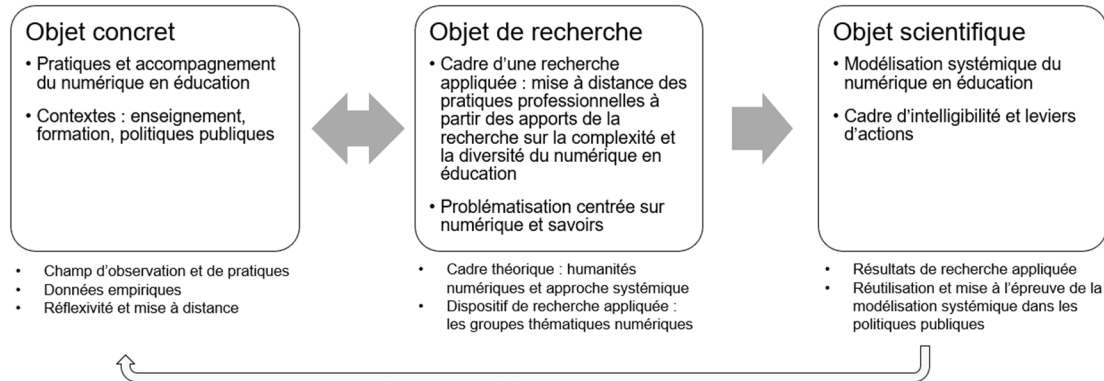 Objet concret
• Pratiques et accompagnement
du numérique en éducation
• Contextes : enseignement,
formation, politiques publiques
• Champ d'observation et de pratiques
• Données empiriques
• Réflexivité et mise à distance
Objet de recherche
• Cadre d'une recherche
appliquée : mise à distance des
pratiques professionnelles à
partir des apports de la
recherche sur la complexité et
la diversité du numérique en
éducation
• Problématisation centrée sur
numérique et savoirs
• Cadre théorique : humanités
numériques et approche systémique
• Dispositif de recherche appliquée :
les groupes thématiques numériques
Objet scientifique
• Modélisation systémique du
numérique en éducation
• Cadre d'intelligibilité et leviers
d'actions
• Résultats de recherche appliquée
• Réutilisation et mise à l'épreuve de la
modélisation systémique dans les
politiques publiques